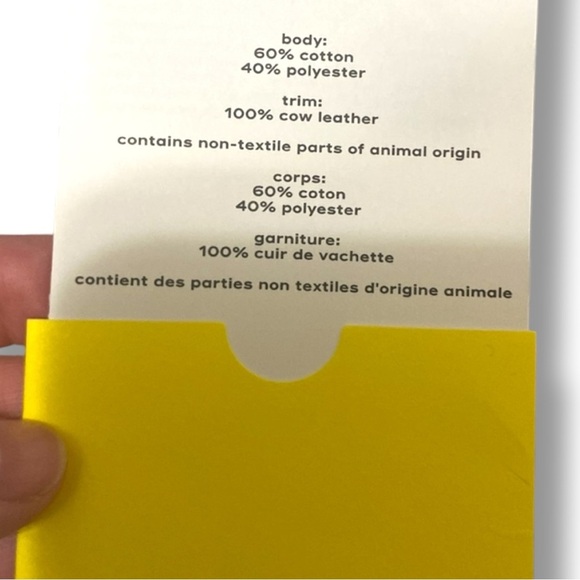 body:
60% cotton
40% polyester
trim:
100% cow leather
contains non-textile parts of animal origin
corps:
60% coton
40% polyester
garniture:
100% cuir de vachette
contient des parties non textiles d'origine animale